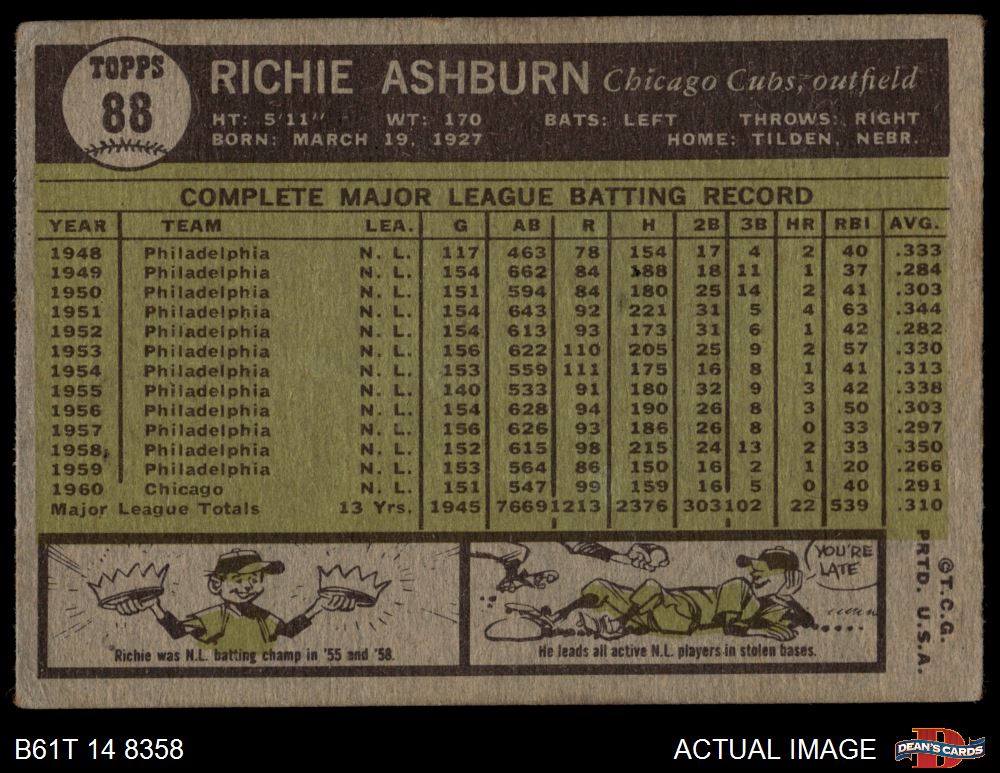 TOPPS
88
RICHIE ASHBURN Chicago Cubs, outfield
HT: 5'11" WT: 170 BATS: LEFT THROWS: RIGHT
BORN: MARCH 19, 1927 HOME: TILDEN, NEBR.
COMPLETE MAJOR LEAGUE BATTING RECORD
YEAR TEAM LEA. G AB R H 2B 3B HR RBI AVG.
1948 Philadelphia N. L. 117 463 78 154 17 4 2 40 .333
1949 Philadelphia N. L. 154 662 84 188 18 11 1 37 .284
1950 Philadelphia N. L. 151 594 84 180 25 14 2 41 .303
1951 Philadelphia N. L. 154 643 92 221 31 5 4 63 .344
1952 Philadelphia N. L. 154 613 93 173 31 6 1 42 .282
1953 Philadelphia N. L. 156 622 110 205 25 9 2 57 .330
1954 Philadelphia N. L. 153 559 111 175 16 8 1 41 .313
1955 Philadelphia N. L. 140 533 91 180 32 9 3 42 .338
1956 Philadelphia N. L. 154 628 94 190 26 8 3 50 .303
1957 Philadelphia N. L. 156 626 93 186 26 8 0 33 .297
1958 Philadelphia N. L. 152 615 98 215 24 13 2 33 .350
1959 Philadelphia N. L. 153 564 86 150 16 2 1 20 .266
1960 Chicago N. L. 151 547 99 159 16 5 0 40 .291
Major League Totals 13 Yrs. 1945 7669 1213 2376 303 102 22 539 .310
YOU'RE
LATE
Richie was N.L. batting champ in '55 and '58.
He leads all active N.L. players in stolen bases.
©T.C.G.
PRTD. U.S.A.
B61T 14 8358
ACTUAL IMAGE
DEAN'S CARDS